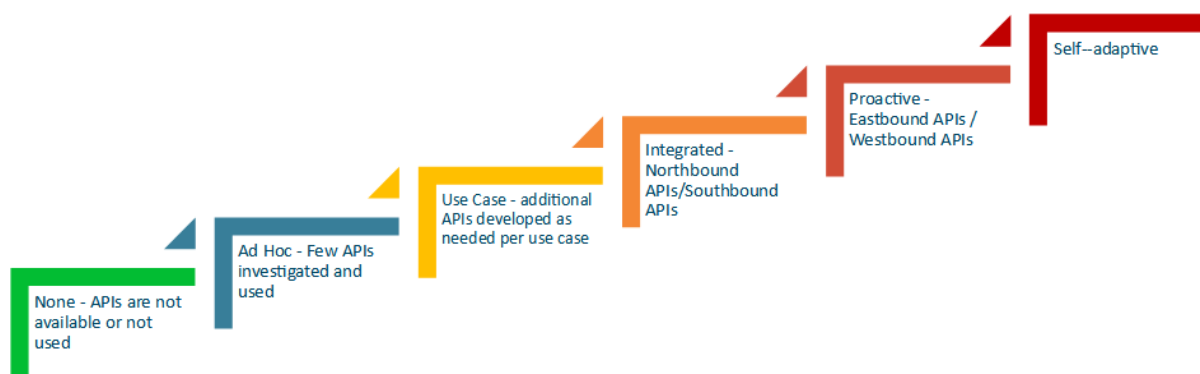 None - APIs are not
available or not
used
Ad Hoc - Few APIs
investigated and
used
Use Case - additional
APIs developed as
needed per use case
Integrated -
Northbound
APIs/Southbound
APIs
Proactive -
Eastbound APIs /
Westbound APIs
Self--adaptive